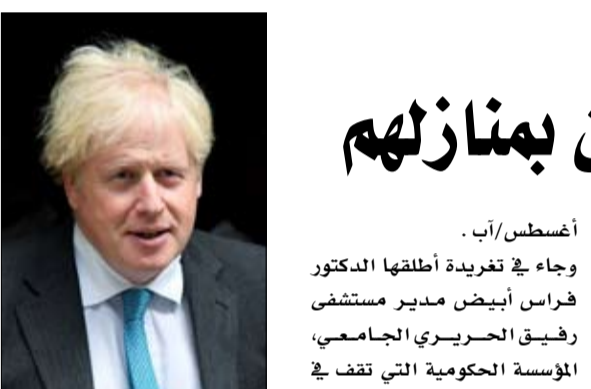 بمنازلهم
أغسطس/آب .
وجاء في تغريدة أطلقها الدكتور
فراس أبيض مدير مستشفى
رفيق الحريري الجامعي،
المؤسسة الحكومية التي تقف في